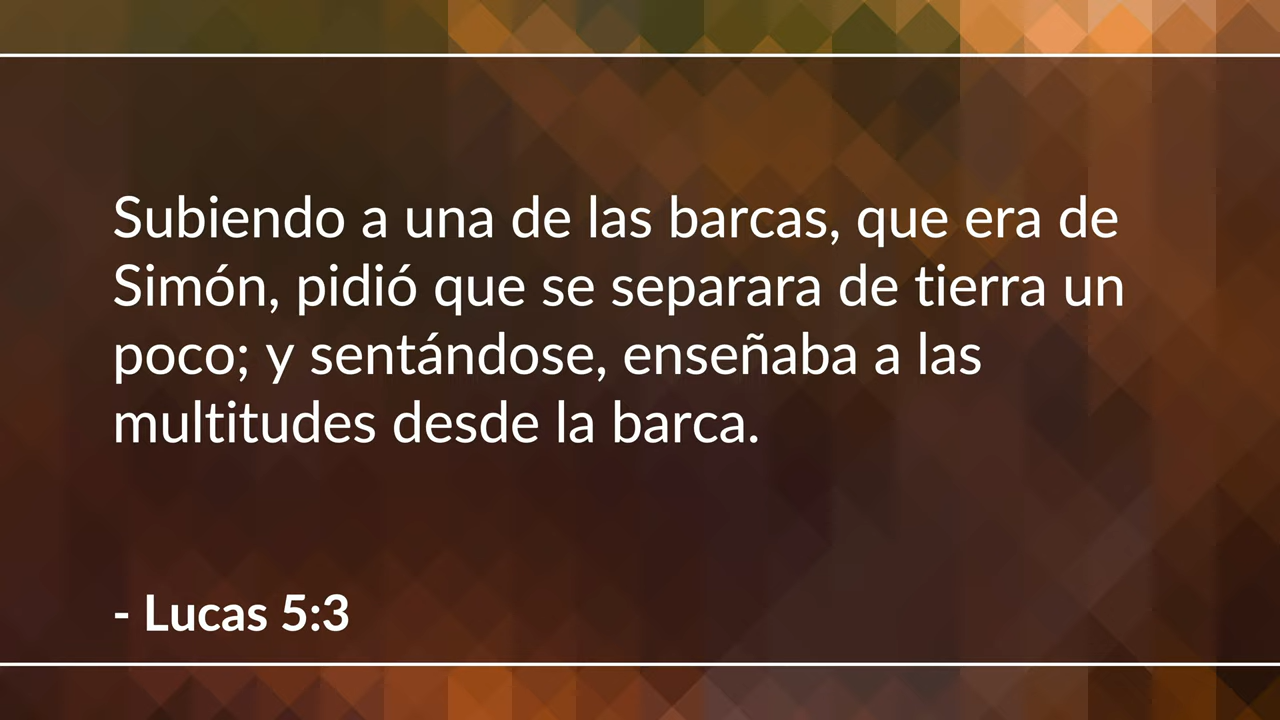 Subiendo a una de las barcas, que era de
Simón, pidió que se separara de tierra un
poco; y sentándose, enseñaba a las
multitudes desde la barca.
- Lucas 5:3